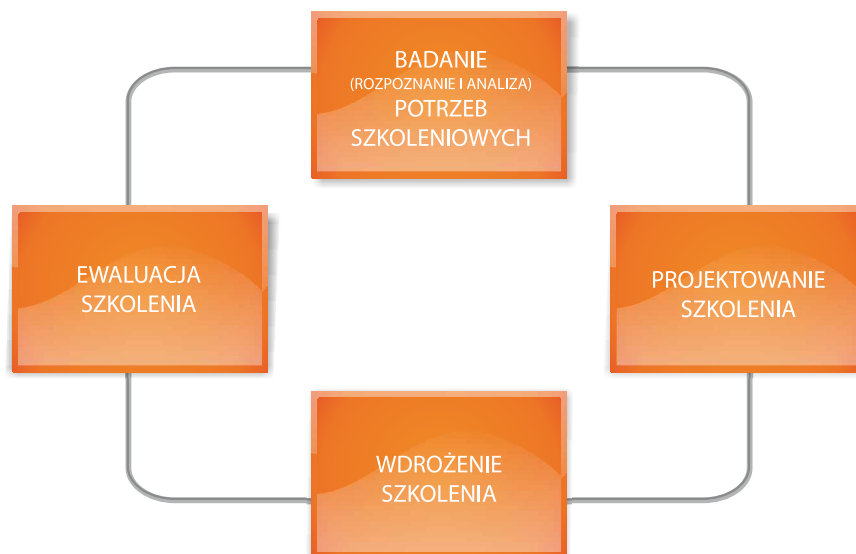 BADANIE
(ROZPOZNANIE I ANALIZA)
POTRZEB
SZKOLENIOWYCH
EWALUACJA
SZKOLENIA
PROJEKTOWANIE
SZKOLENIA
WDROŻENIE
SZKOLENIA